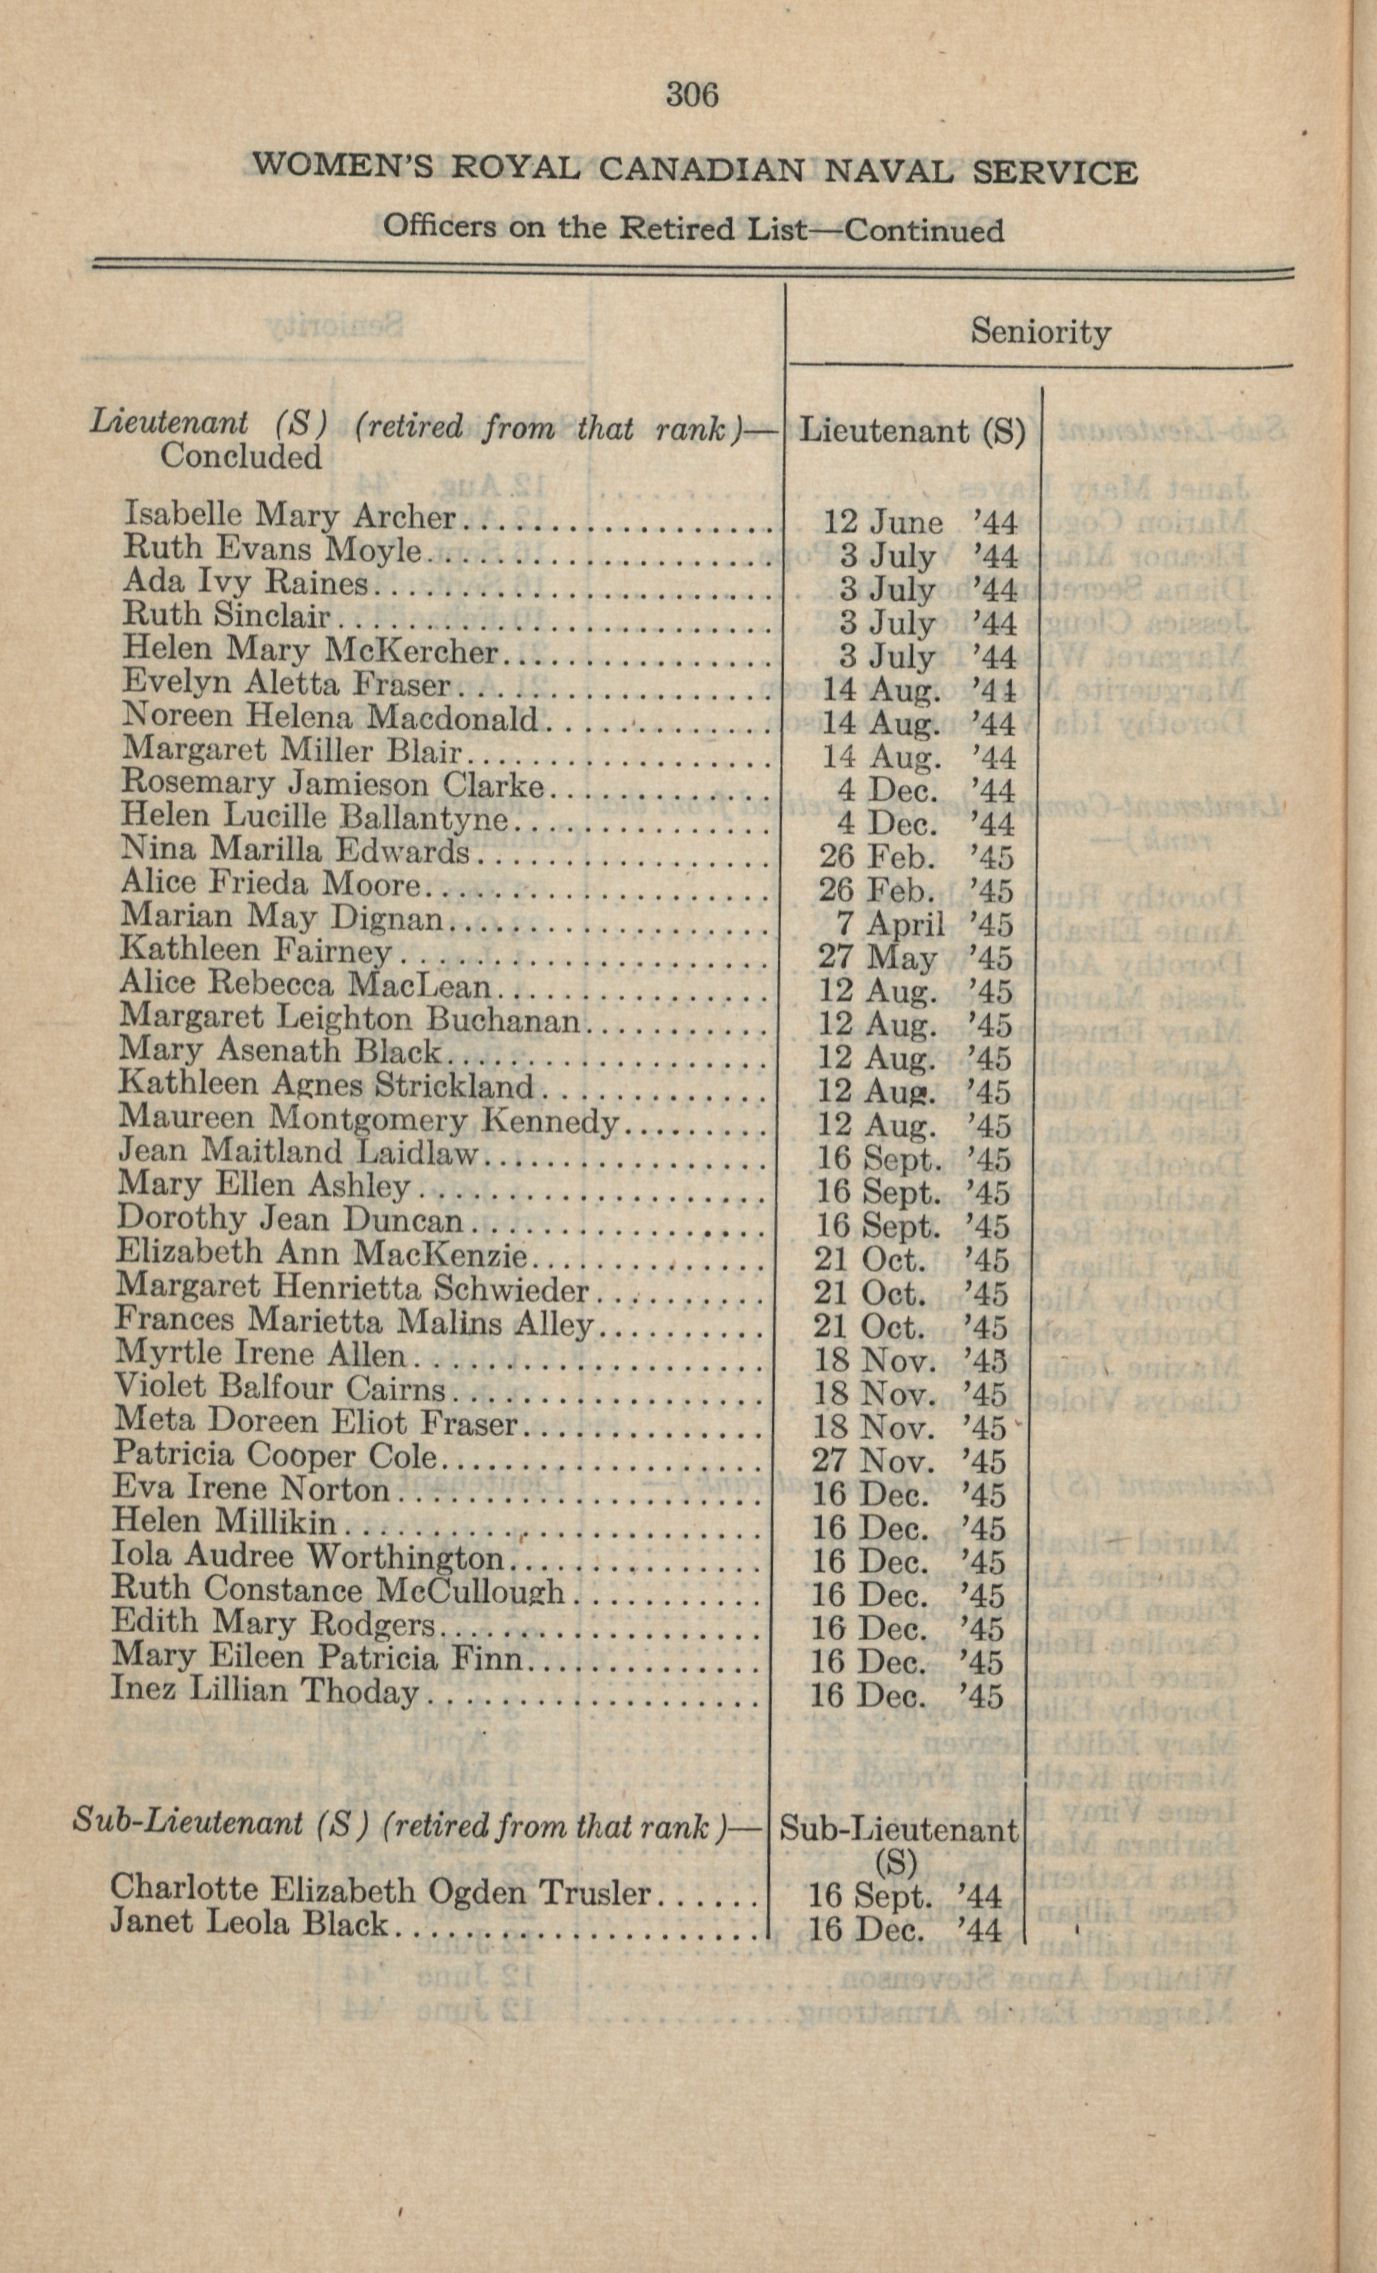 306
WOMEN'S ROYAL CANADIAN NAVAL SERVICE
Officers on the Retired List—Continued
Seniority
Lieutenant (S) (retired from that rank)— Lieutenant (S)
Concluded
Isabelle Mary Archer.................. 12 June '44
Ruth Evans Moyle.................... 3 July '44
Ada Ivy Raines....................... 3 July '44
Ruth Sinclair......................... 3 July '44
Helen Mary McKercher................ 3 July '44
Evelyn Aletta Fraser.................. 14 Aug. '44
Noreen Helena Macdonald............. 14 Aug. '44
Margaret Miller Blair.................. 14 Aug. '44
Rosemary Jamieson Clarke............. 4 Dec. '44
Helen Lucille Ballantyne............... 4 Dec. '44
Nina Marilla Edwards................. 26 Feb. '45
Alice Frieda Moore.................... 26 Feb. '45
Marian May Dignan................... 7 April '45
Kathleen Fairney...................... 27 May '45
Alice Rebecca MacLean................ 12 Aug. '45
Margaret Leighton Buchanan........... 12 Aug. '45
Mary Asenath Black................... 12 Aug. '45
Kathleen Agnes Strickland............. 12 Aug. '45
Maureen Montgomery Kennedy......... 12 Aug. '45
Jean Maitland Laidlaw................. 16 Sept. '45
Mary Ellen Ashley.................... 16 Sept. '45
Dorothy Jean Duncan................. 16 Sept. '45
Elizabeth Ann MacKenzie.............. 21 Oct. '45
Margaret Henrietta Schwieder.......... 21 Oct. '45
Frances Marietta Malins Alley.......... 21 Oct. '45
Myrtle Irene Allen.................... 18 Nov. '45
Violet Balfour Cairns.................. 18 Nov. '45
Meta Doreen Eliot Fraser.............. 18 Nov. '45
Patricia Cooper Cole................... 27 Nov. '45
Eva Irene Norton..................... 16 Dec. '45
Helen Millikin........................ 16 Dec. '45
Iola Audree Worthington............... 16 Dec. '45
Ruth Constance McCullough........... 16 Dec. '45
Edith Mary Rodgers................... 16 Dec. '45
Mary Eileen Patricia Finn.............. 16 Dec. '45
Inez Lillian Thoday................... 16 Dec. '45
Sub-Lieutenant (S) (retired from that rank)— Sub-Lieutenant
(S)
Charlotte Elizabeth Ogden Trusler...... 16 Sept. '44
Janet Leola Black..................... 16 Dec. '44